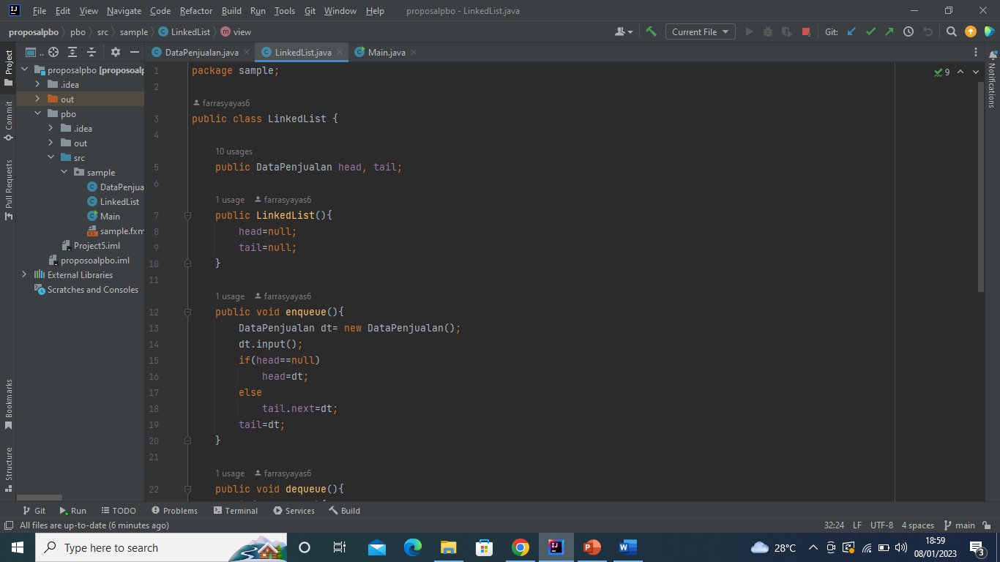 File Edit View Navigate Code Refactor Build Run Tools Git Window Help proposalpbo - LinkedList.java
proposalpbo pbo src sample LinkedList view Current File Git:
Project
Commit
Pull Requests
Bookmarks
Structure
..
proposalpbo [proposoalp
.idea
out
pbo
.idea
out
src
sample
DataPenjua
LinkedList
Main
sample.fxm
Project5.iml
proposoalpbo.iml
External Libraries
Scratches and Consoles
DataPenjualan.java LinkedList.java Main.java
9
Notifications
1 package sample;
2
farrasyayas6
3 public class LinkedList {
4
10 usages
5 public DataPenjualan head, tail;
6
1 usage farrasyayas6
7 public LinkedList(){
8 head=null;
9 tail=null;
10 }
11
1 usage farrasyayas6
12 public void enqueue(){
13 DataPenjualan dt= new DataPenjualan();
14 dt.input();
15 if(head==null)
16 head=dt;
17 else
18 tail.next=dt;
19 tail=dt;
20 }
21
1 usage farrasyayas6
22 public void dequeue(){
Git Run TODO Problems Terminal Services Build
All files are up-to-date (6 minutes ago) 32:24 LF UTF-8 4 spaces main
Type here to search 28°C 18:59
08/01/2023 3